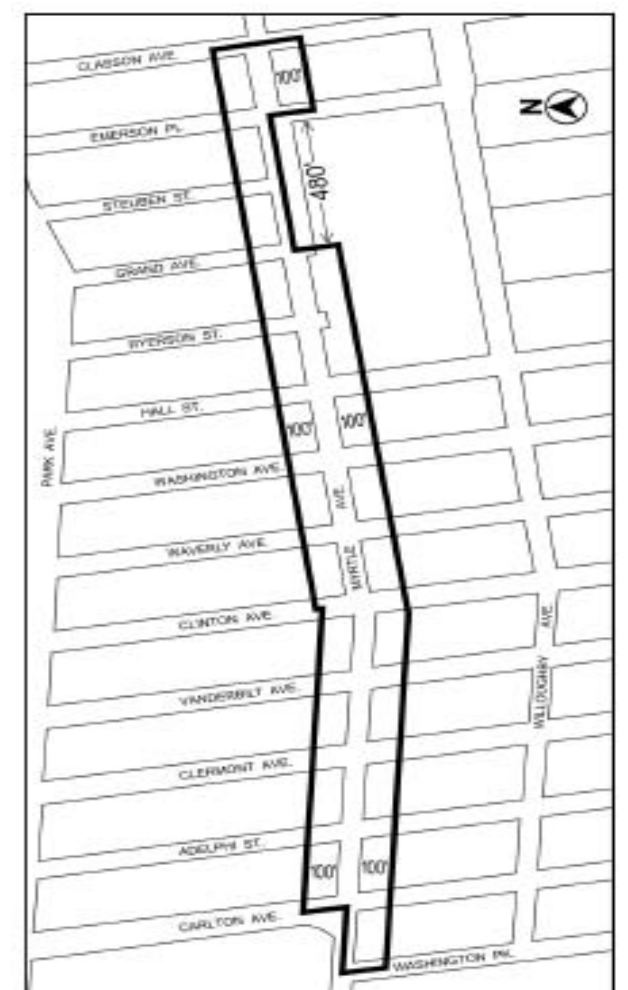 CLASSON AVE.
100'
N
EMERSON PL.
480'
STEUBEN ST.
GRAND AVE.
RYERSON ST.
HALL ST.
100'
100'
PARK AVE.
WASHINGTON AVE.
AVE.
MYRTLE
WAVERLY AVE.
CLINTON AVE.
AVE.
WILLOUGHBY
VANDERBILT AVE.
CLERMONT AVE.
ADELPHI ST.
100'
100'
CARLTON AVE.
WASHINGTON PK.